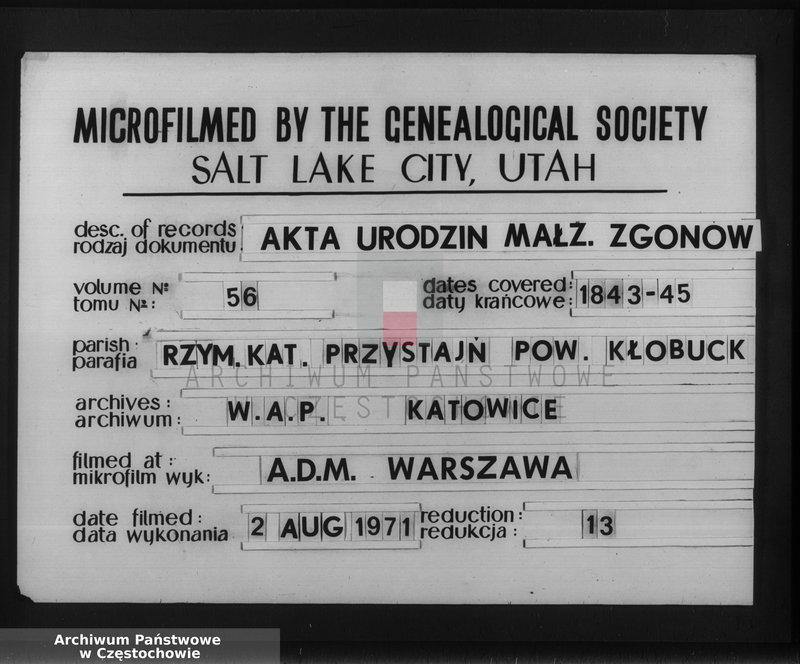 MICROFILMED BY THE GENEALOGICAL SOCIETY
SALT LAKE CITY, UTAH
desc. of records
rodzaj dokumentu
AKTA URODZIN MAŁŻ. ZGONÓW
volume №
tomu №:
56
dates covered:
daty krańcowe:
1843-45
parish:
parafia
RZYM. KAT. PRZYSTAJŃ POW. KŁOBUCK
ARCHIWUM PAŃSTWOWE
W CZĘSTOCHOWIE
archives:
archiwum:
W.A.P. KATOWICE
filmed at:
mikrofilm wyk:
A.D.M. WARSZAWA
date filmed:
data wykonania
2 AUG 1971
reduction:
redukcja:
13
Archiwum Państwowe
w Częstochowie